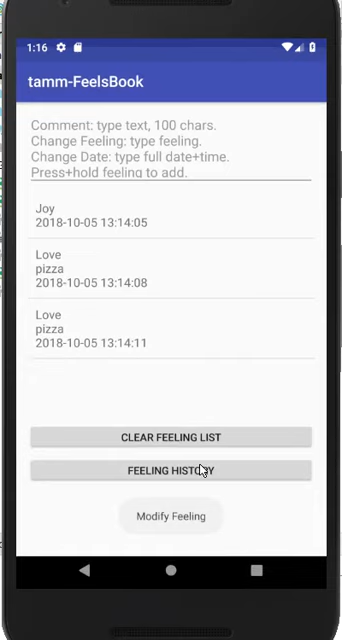 1:16
tamm-FeelsBook
Comment: type text, 100 chars.
Change Feeling: type feeling.
Change Date: type full date+time.
Press+hold feeling to add.
Joy
2018-10-05 13:14:05
Love
pizza
2018-10-05 13:14:08
Love
pizza
2018-10-05 13:14:11
CLEAR FEELING LIST
FEELING HISTORY
Modify Feeling